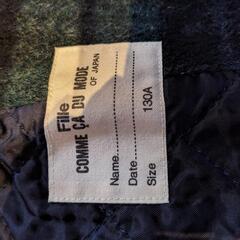 Fille
COMME ÇA DU MODE
OF JAPAN
Name
Date
Size 130A